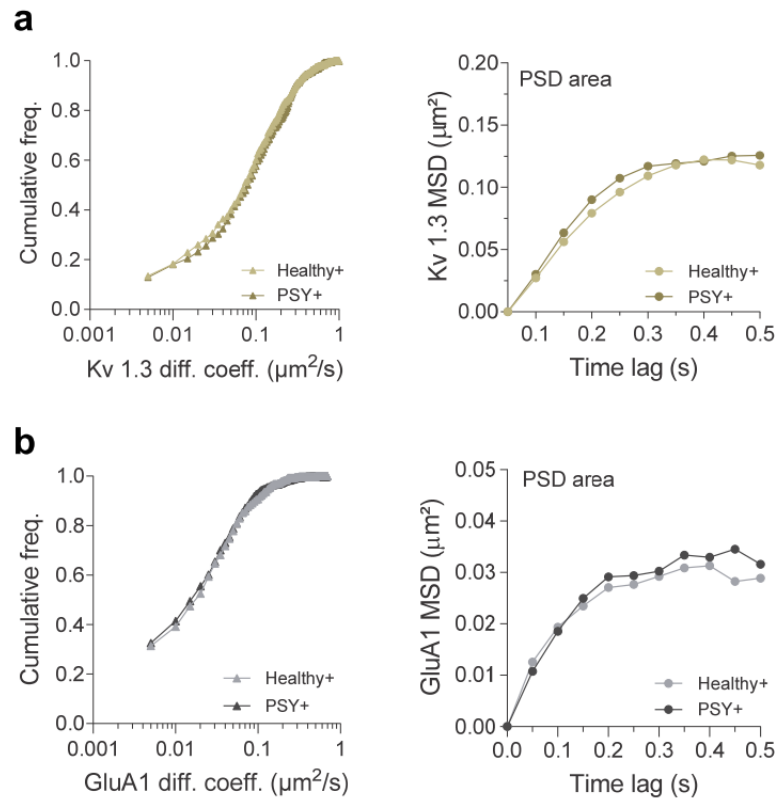 a
Cumulative freq.
1.0
0.8
0.6
0.4
0.2
0.0
0.001 0.01 0.1 1
Kv 1.3 diff. coeff. (µm²/s)
Healthy+
PSY+
PSD area
Kv 1.3 MSD (µm²)
0.20
0.15
0.10
0.05
0.00
0.1 0.2 0.3 0.4 0.5
Time lag (s)
Healthy+
PSY+
b
Cumulative freq.
1.0
0.8
0.6
0.4
0.2
0.0
0.001 0.01 0.1 1
GluA1 diff. coeff. (µm²/s)
Healthy+
PSY+
PSD area
GluA1 MSD (µm²)
0.05
0.04
0.03
0.02
0.01
0.00
0.0 0.1 0.2 0.3 0.4 0.5
Time lag (s)
Healthy+
PSY+